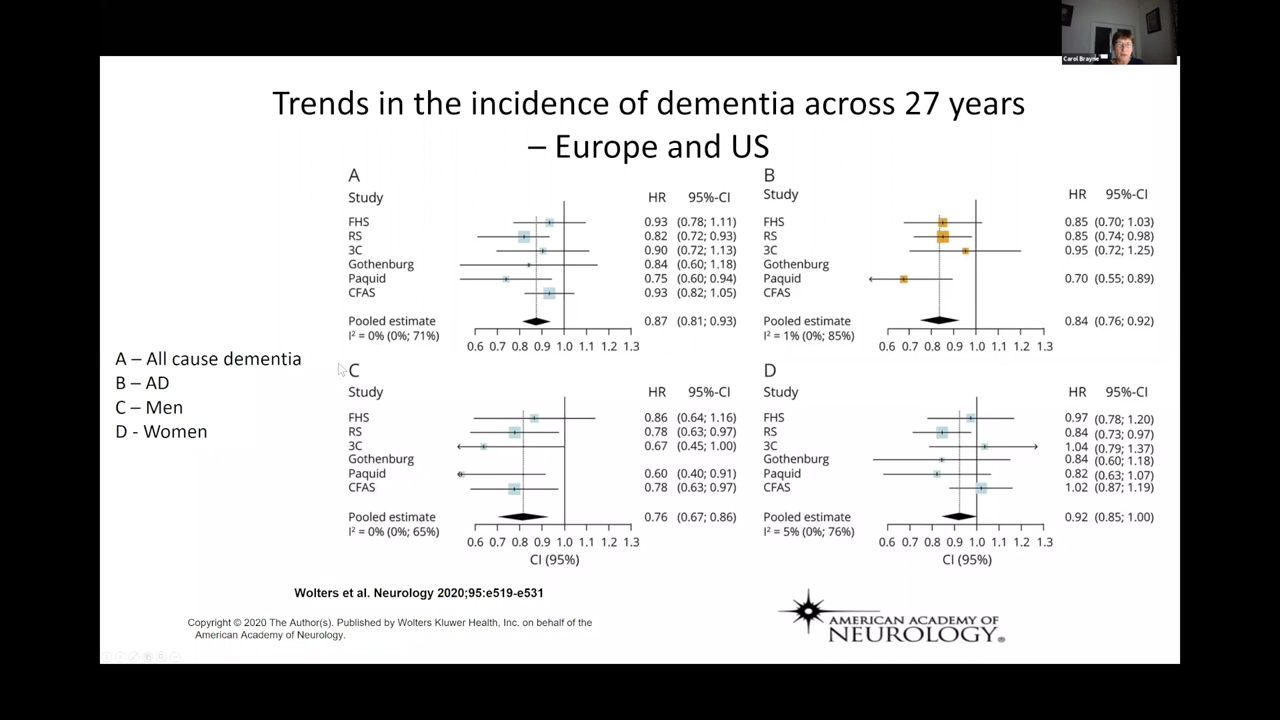 Carol Brayne
Trends in the incidence of dementia across 27 years
– Europe and US
A
Study HR 95%-CI
FHS 0.93 (0.78; 1.11)
RS 0.82 (0.72; 0.93)
3C 0.90 (0.72; 1.13)
Gothenburg 0.84 (0.60; 1.18)
Paquid 0.75 (0.60; 0.94)
CFAS 0.93 (0.82; 1.05)
Pooled estimate 0.87 (0.81; 0.93)
I² = 0% (0%; 71%)
0.6 0.7 0.8 0.9 1.0 1.1 1.2 1.3
B
Study HR 95%-CI
FHS 0.85 (0.70; 1.03)
RS 0.85 (0.74; 0.98)
3C 0.95 (0.72; 1.25)
Gothenburg
Paquid 0.70 (0.55; 0.89)
CFAS
Pooled estimate 0.84 (0.76; 0.92)
I² = 1% (0%; 85%)
0.6 0.7 0.8 0.9 1.0 1.1 1.2 1.3
A – All cause dementia
B – AD
C – Men
D - Women
C
Study HR 95%-CI
FHS 0.86 (0.64; 1.16)
RS 0.78 (0.63; 0.97)
3C 0.67 (0.45; 1.00)
Gothenburg
Paquid 0.60 (0.40; 0.91)
CFAS 0.78 (0.63; 0.97)
Pooled estimate 0.76 (0.67; 0.86)
I² = 0% (0%; 65%)
0.6 0.7 0.8 0.9 1.0 1.1 1.2 1.3
CI (95%)
D
Study HR 95%-CI
FHS 0.97 (0.78; 1.20)
RS 0.84 (0.73; 0.97)
3C 1.04 (0.79; 1.37)
Gothenburg 0.84 (0.60; 1.18)
Paquid 0.82 (0.63; 1.07)
CFAS 1.02 (0.87; 1.19)
Pooled estimate 0.92 (0.85; 1.00)
I² = 5% (0%; 76%)
0.6 0.7 0.8 0.9 1.0 1.1 1.2 1.3
CI (95%)
Wolters et al. Neurology 2020;95:e519-e531
Copyright © 2020 The Author(s). Published by Wolters Kluwer Health, Inc. on behalf of the
American Academy of Neurology.
AMERICAN ACADEMY OF
NEUROLOGY®